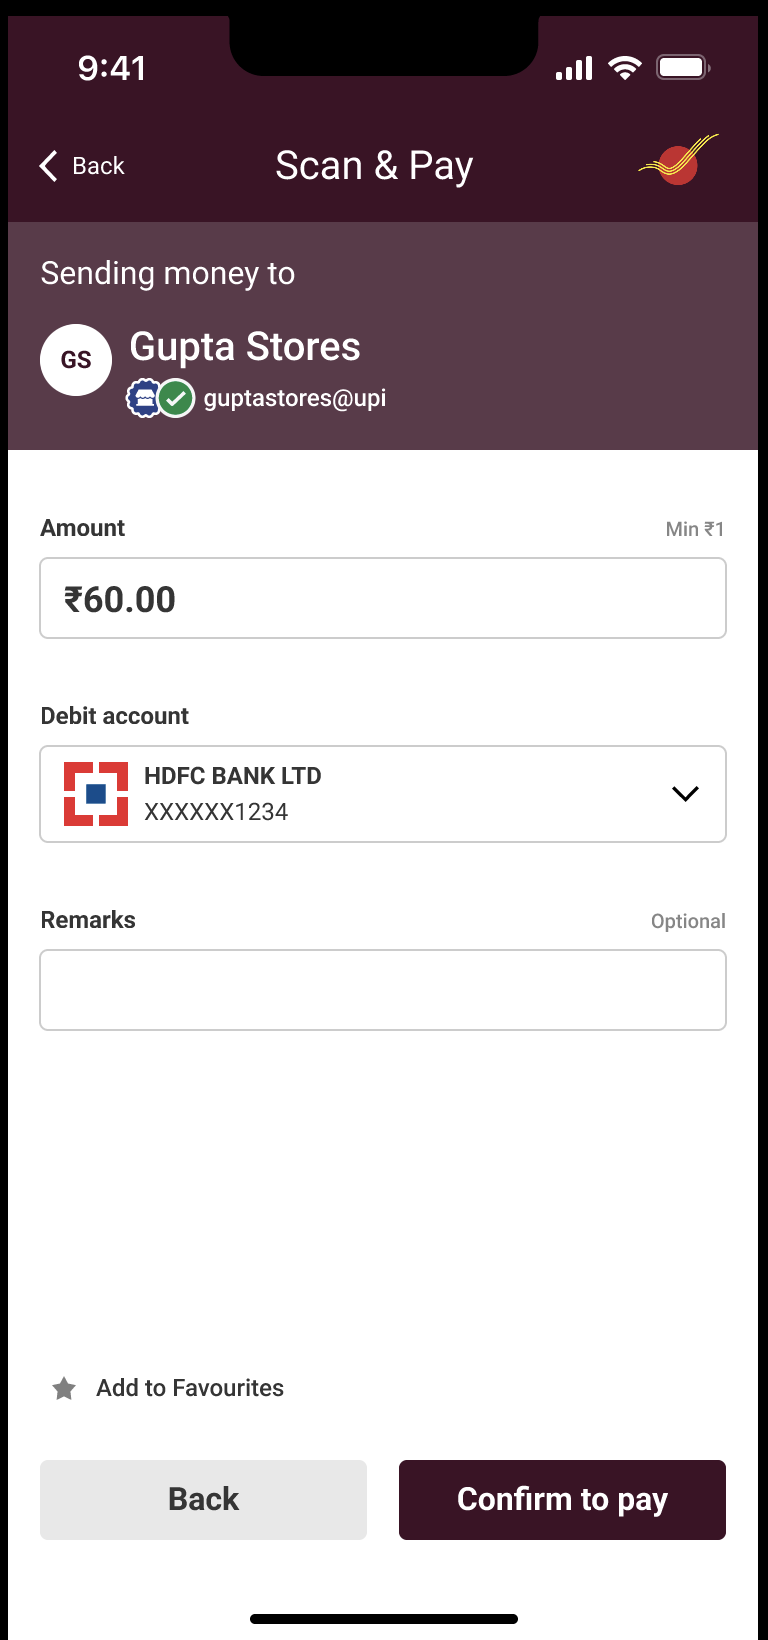 9:41
Back
Scan & Pay
Sending money to
GS
Gupta Stores
guptastores@upi
Amount
Min ₹1
₹60.00
Debit account
HDFC BANK LTD
XXXXXX1234
Remarks
Optional
Add to Favourites
Back
Confirm to pay